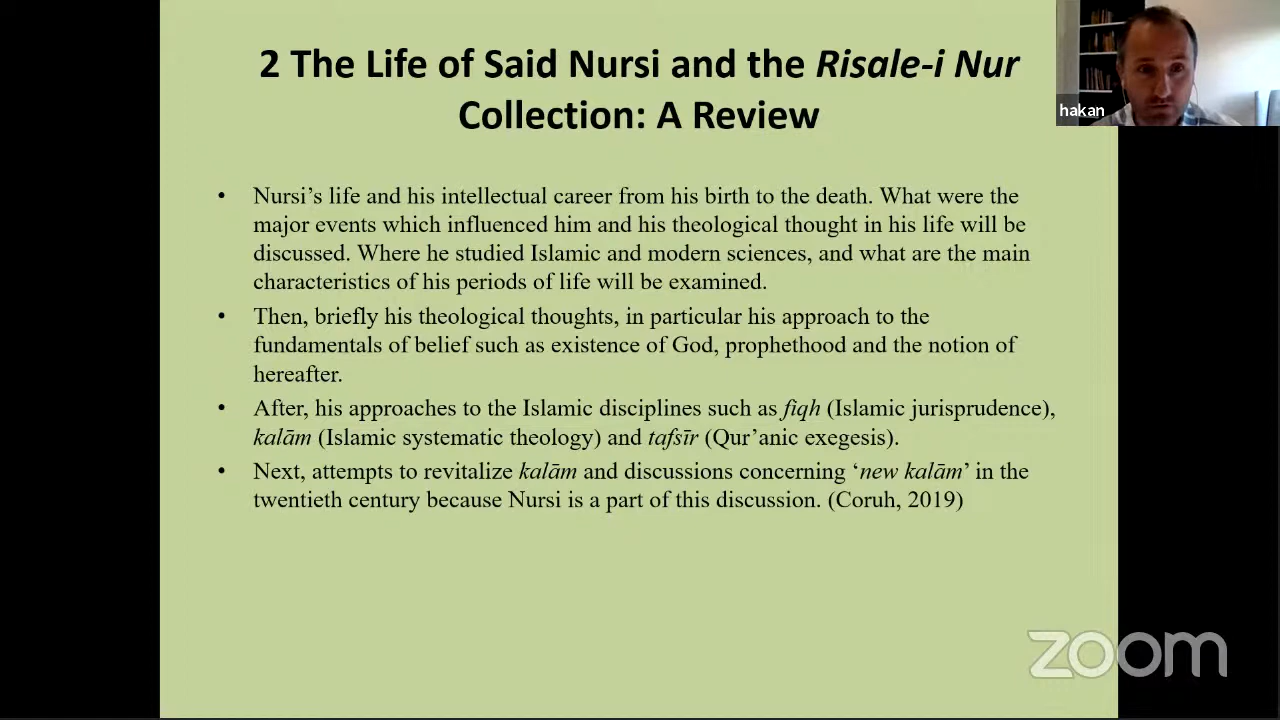 2 The Life of Said Nursi and the Risale-i Nur
Collection: A Review
hakan
• Nursi’s life and his intellectual career from his birth to the death. What were the
major events which influenced him and his theological thought in his life will be
discussed. Where he studied Islamic and modern sciences, and what are the main
characteristics of his periods of life will be examined.
• Then, briefly his theological thoughts, in particular his approach to the
fundamentals of belief such as existence of God, prophethood and the notion of
hereafter.
• After, his approaches to the Islamic disciplines such as fiqh (Islamic jurisprudence),
kalām (Islamic systematic theology) and tafsīr (Qur’anic exegesis).
• Next, attempts to revitalize kalām and discussions concerning ‘new kalām’ in the
twentieth century because Nursi is a part of this discussion. (Coruh, 2019)
zoom